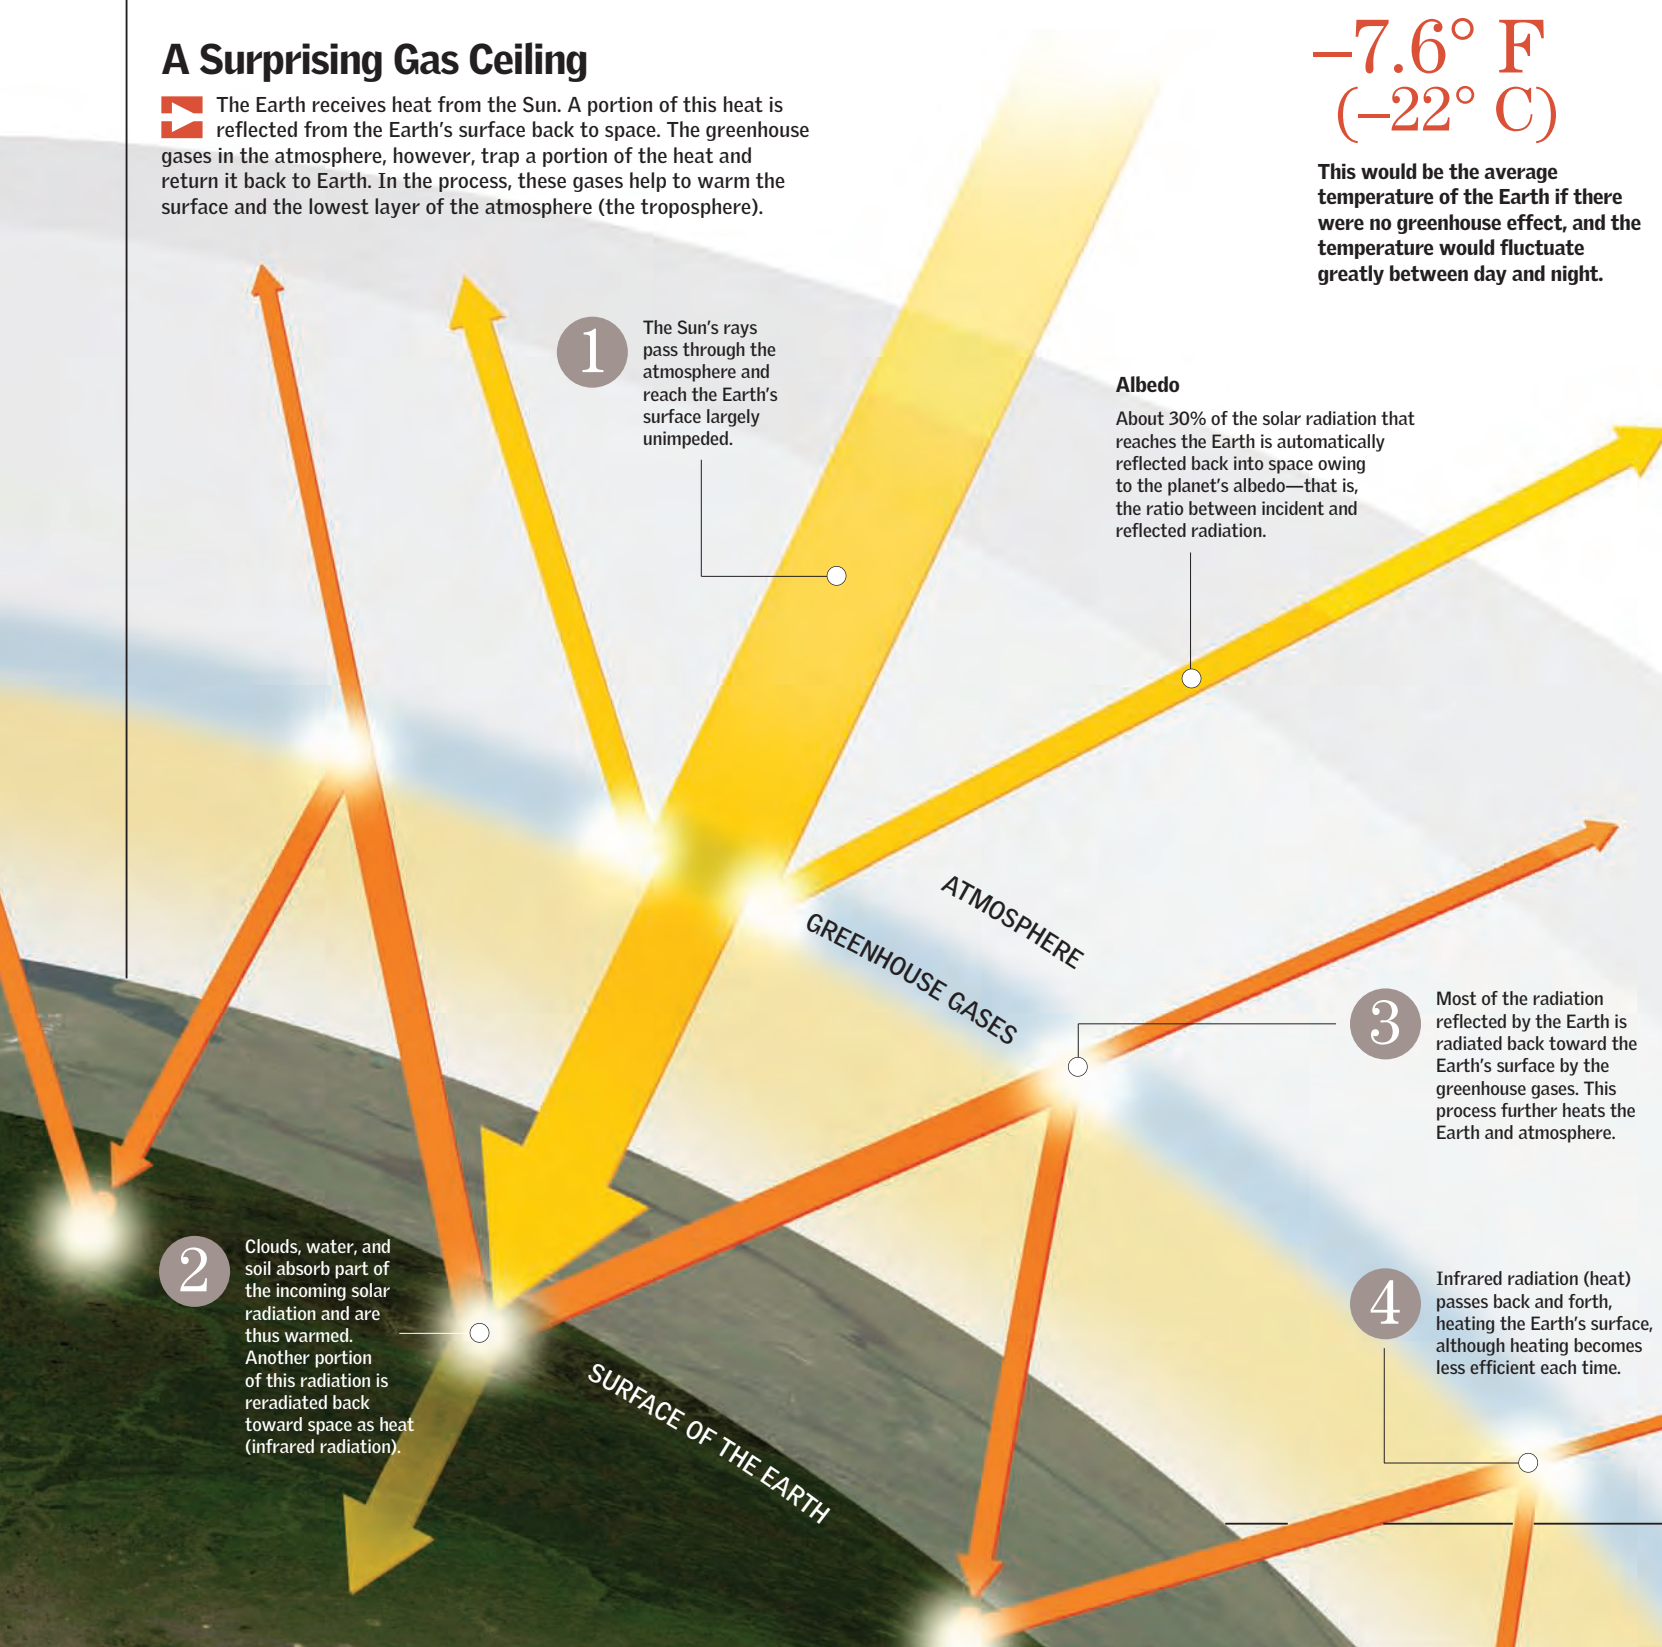 A Surprising Gas Ceiling
The Earth receives heat from the Sun. A portion of this heat is
reflected from the Earth's surface back to space. The greenhouse
gases in the atmosphere, however, trap a portion of the heat and
return it back to Earth. In the process, these gases help to warm the
surface and the lowest layer of the atmosphere (the troposphere).
–7.6° F
(–22° C)
This would be the average
temperature of the Earth if there
were no greenhouse effect, and the
temperature would fluctuate
greatly between day and night.
1
The Sun's rays
pass through the
atmosphere and
reach the Earth's
surface largely
unimpeded.
Albedo
About 30% of the solar radiation that
reaches the Earth is automatically
reflected back into space owing
to the planet's albedo—that is,
the ratio between incident and
reflected radiation.
ATMOSPHERE
GREENHOUSE GASES
3
Most of the radiation
reflected by the Earth is
radiated back toward the
Earth's surface by the
greenhouse gases. This
process further heats the
Earth and atmosphere.
2
Clouds, water, and
soil absorb part of
the incoming solar
radiation and are
thus warmed.
Another portion
of this radiation is
reradiated back
toward space as heat
(infrared radiation).
4
Infrared radiation (heat)
passes back and forth,
heating the Earth's surface,
although heating becomes
less efficient each time.
SURFACE OF THE EARTH